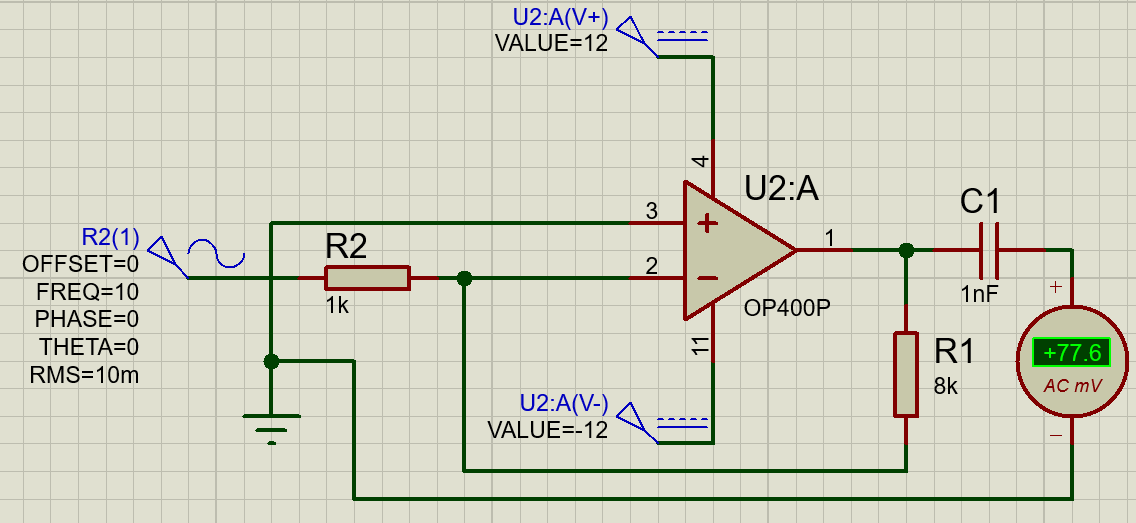 U2:A(V+)
VALUE=12
4
U2:A
3
C1
R2(1)
R2
1
OFFSET=0
2
FREQ=10
1k
1nF
+
PHASE=0
OP400P
THETA=0
11
R1
+77.6
RMS=10m
8k
AC mV
U2:A(V-)
VALUE=-12